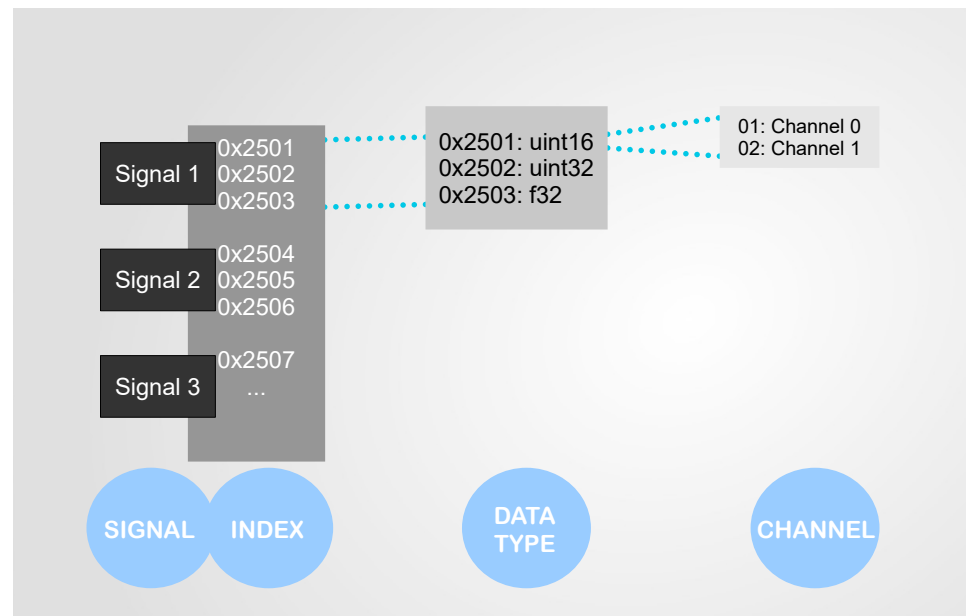 Signal 1
0x2501
0x2502
0x2503
Signal 2
0x2504
0x2505
0x2506
Signal 3
0x2507
...
0x2501: uint16
0x2502: uint32
0x2503: f32
01: Channel 0
02: Channel 1
SIGNAL
INDEX
DATA
TYPE
CHANNEL